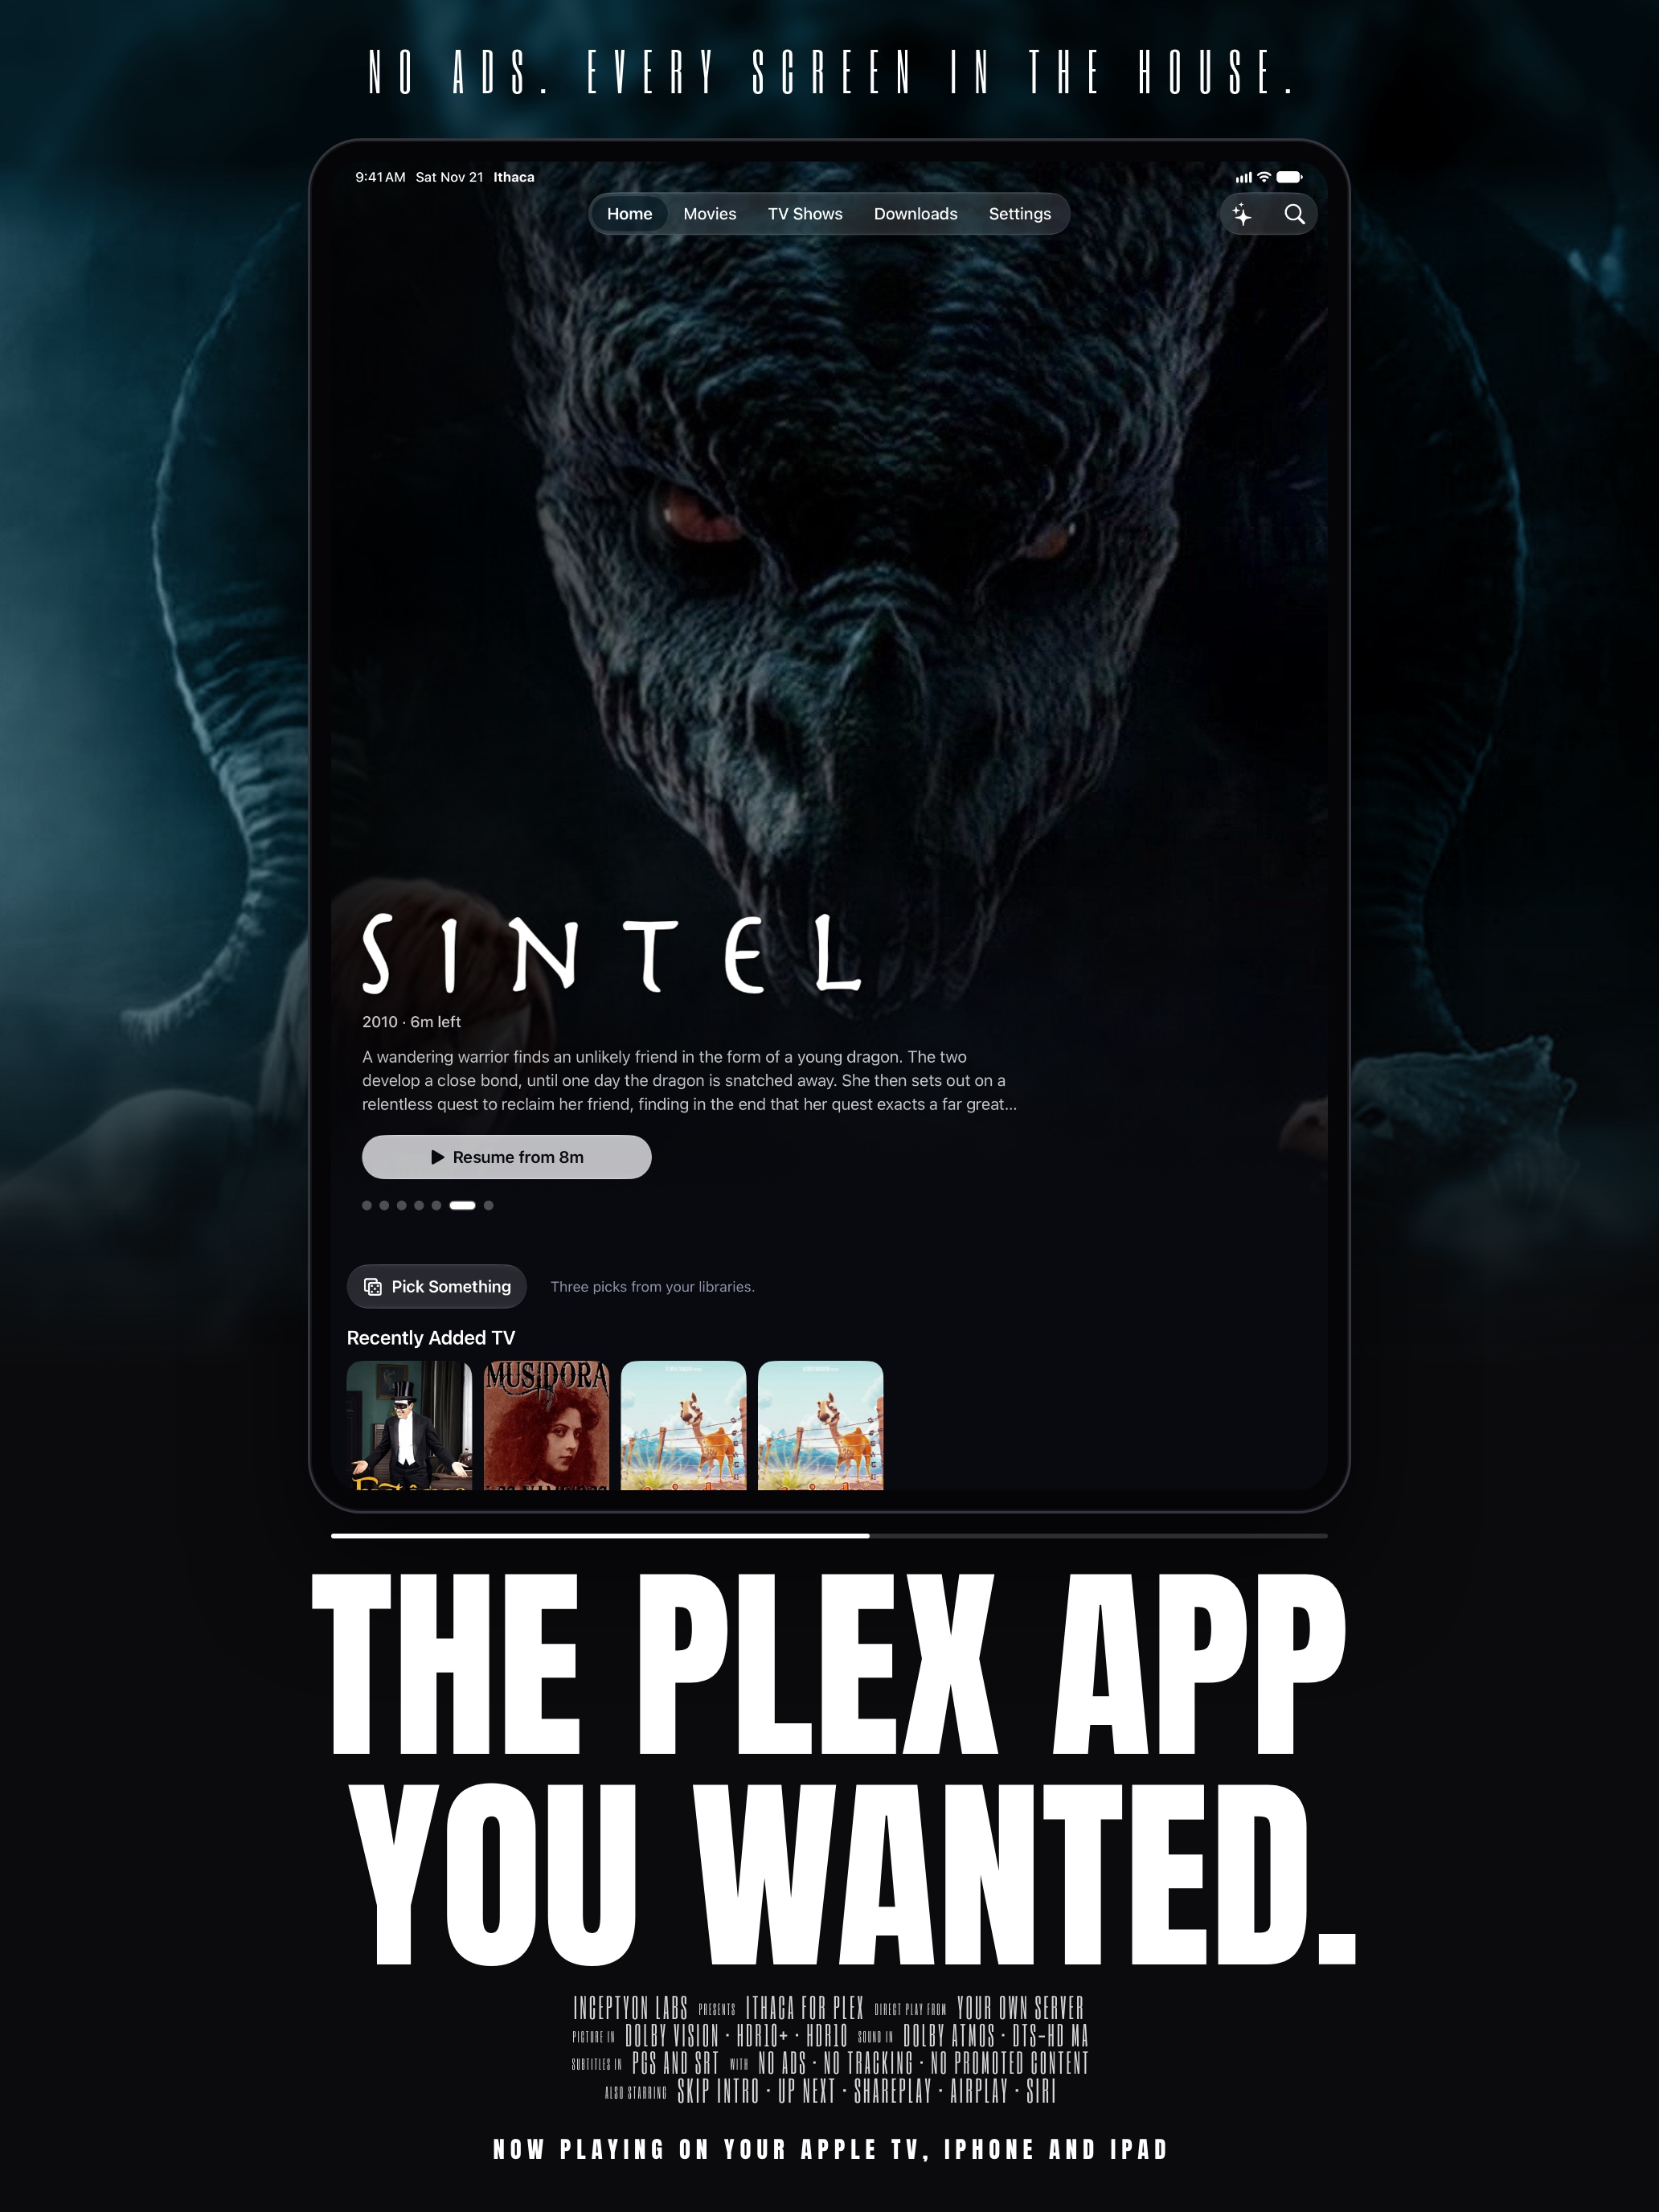 NO ADS. EVERY SCREEN IN THE HOUSE.
9:41 AM Sat Nov 21 Ithaca
Home Movies TV Shows Downloads Settings
SINTEL
2010 · 6m left
A wandering warrior finds an unlikely friend in the form of a young dragon. The two
develop a close bond, until one day the dragon is snatched away. She then sets out on a
relentless quest to reclaim her friend, finding in the end that her quest exacts a far great...
Resume from 8m
Pick Something Three picks from your libraries.
Recently Added TV
MUSIDORA
THE PLEX APP
YOU WANTED.
INCEPTYON LABS PRESENTS ITHACA FOR PLEX DIRECT PLAY FROM YOUR OWN SERVER
PICTURE IN DOLBY VISION · HDR10+ · HDR10 SOUND IN DOLBY ATMOS · DTS-HD MA
SUBTITLES IN PGS AND SRT WITH NO ADS · NO TRACKING · NO PROMOTED CONTENT
ALSO STARRING SKIP INTRO · UP NEXT · SHAREPLAY · AIRPLAY · SIRI
NOW PLAYING ON YOUR APPLE TV, IPHONE AND IPAD